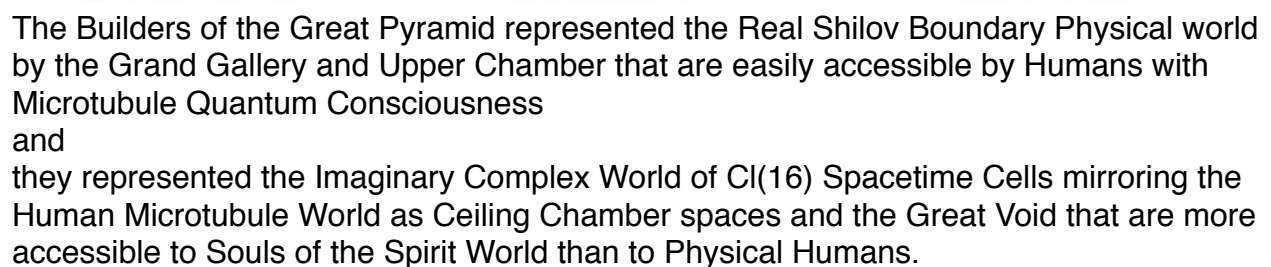 The Builders of the Great Pyramid represented the Real Shilov Boundary Physical world
by the Grand Gallery and Upper Chamber that are easily accessible by Humans with
Microtubule Quantum Consciousness
and
they represented the Imaginary Complex World of Cl(16) Spacetime Cells mirroring the
Human Microtubule World as Ceiling Chamber spaces and the Great Void that are more
accessible to Souls of the Spirit World than to Physical Humans.